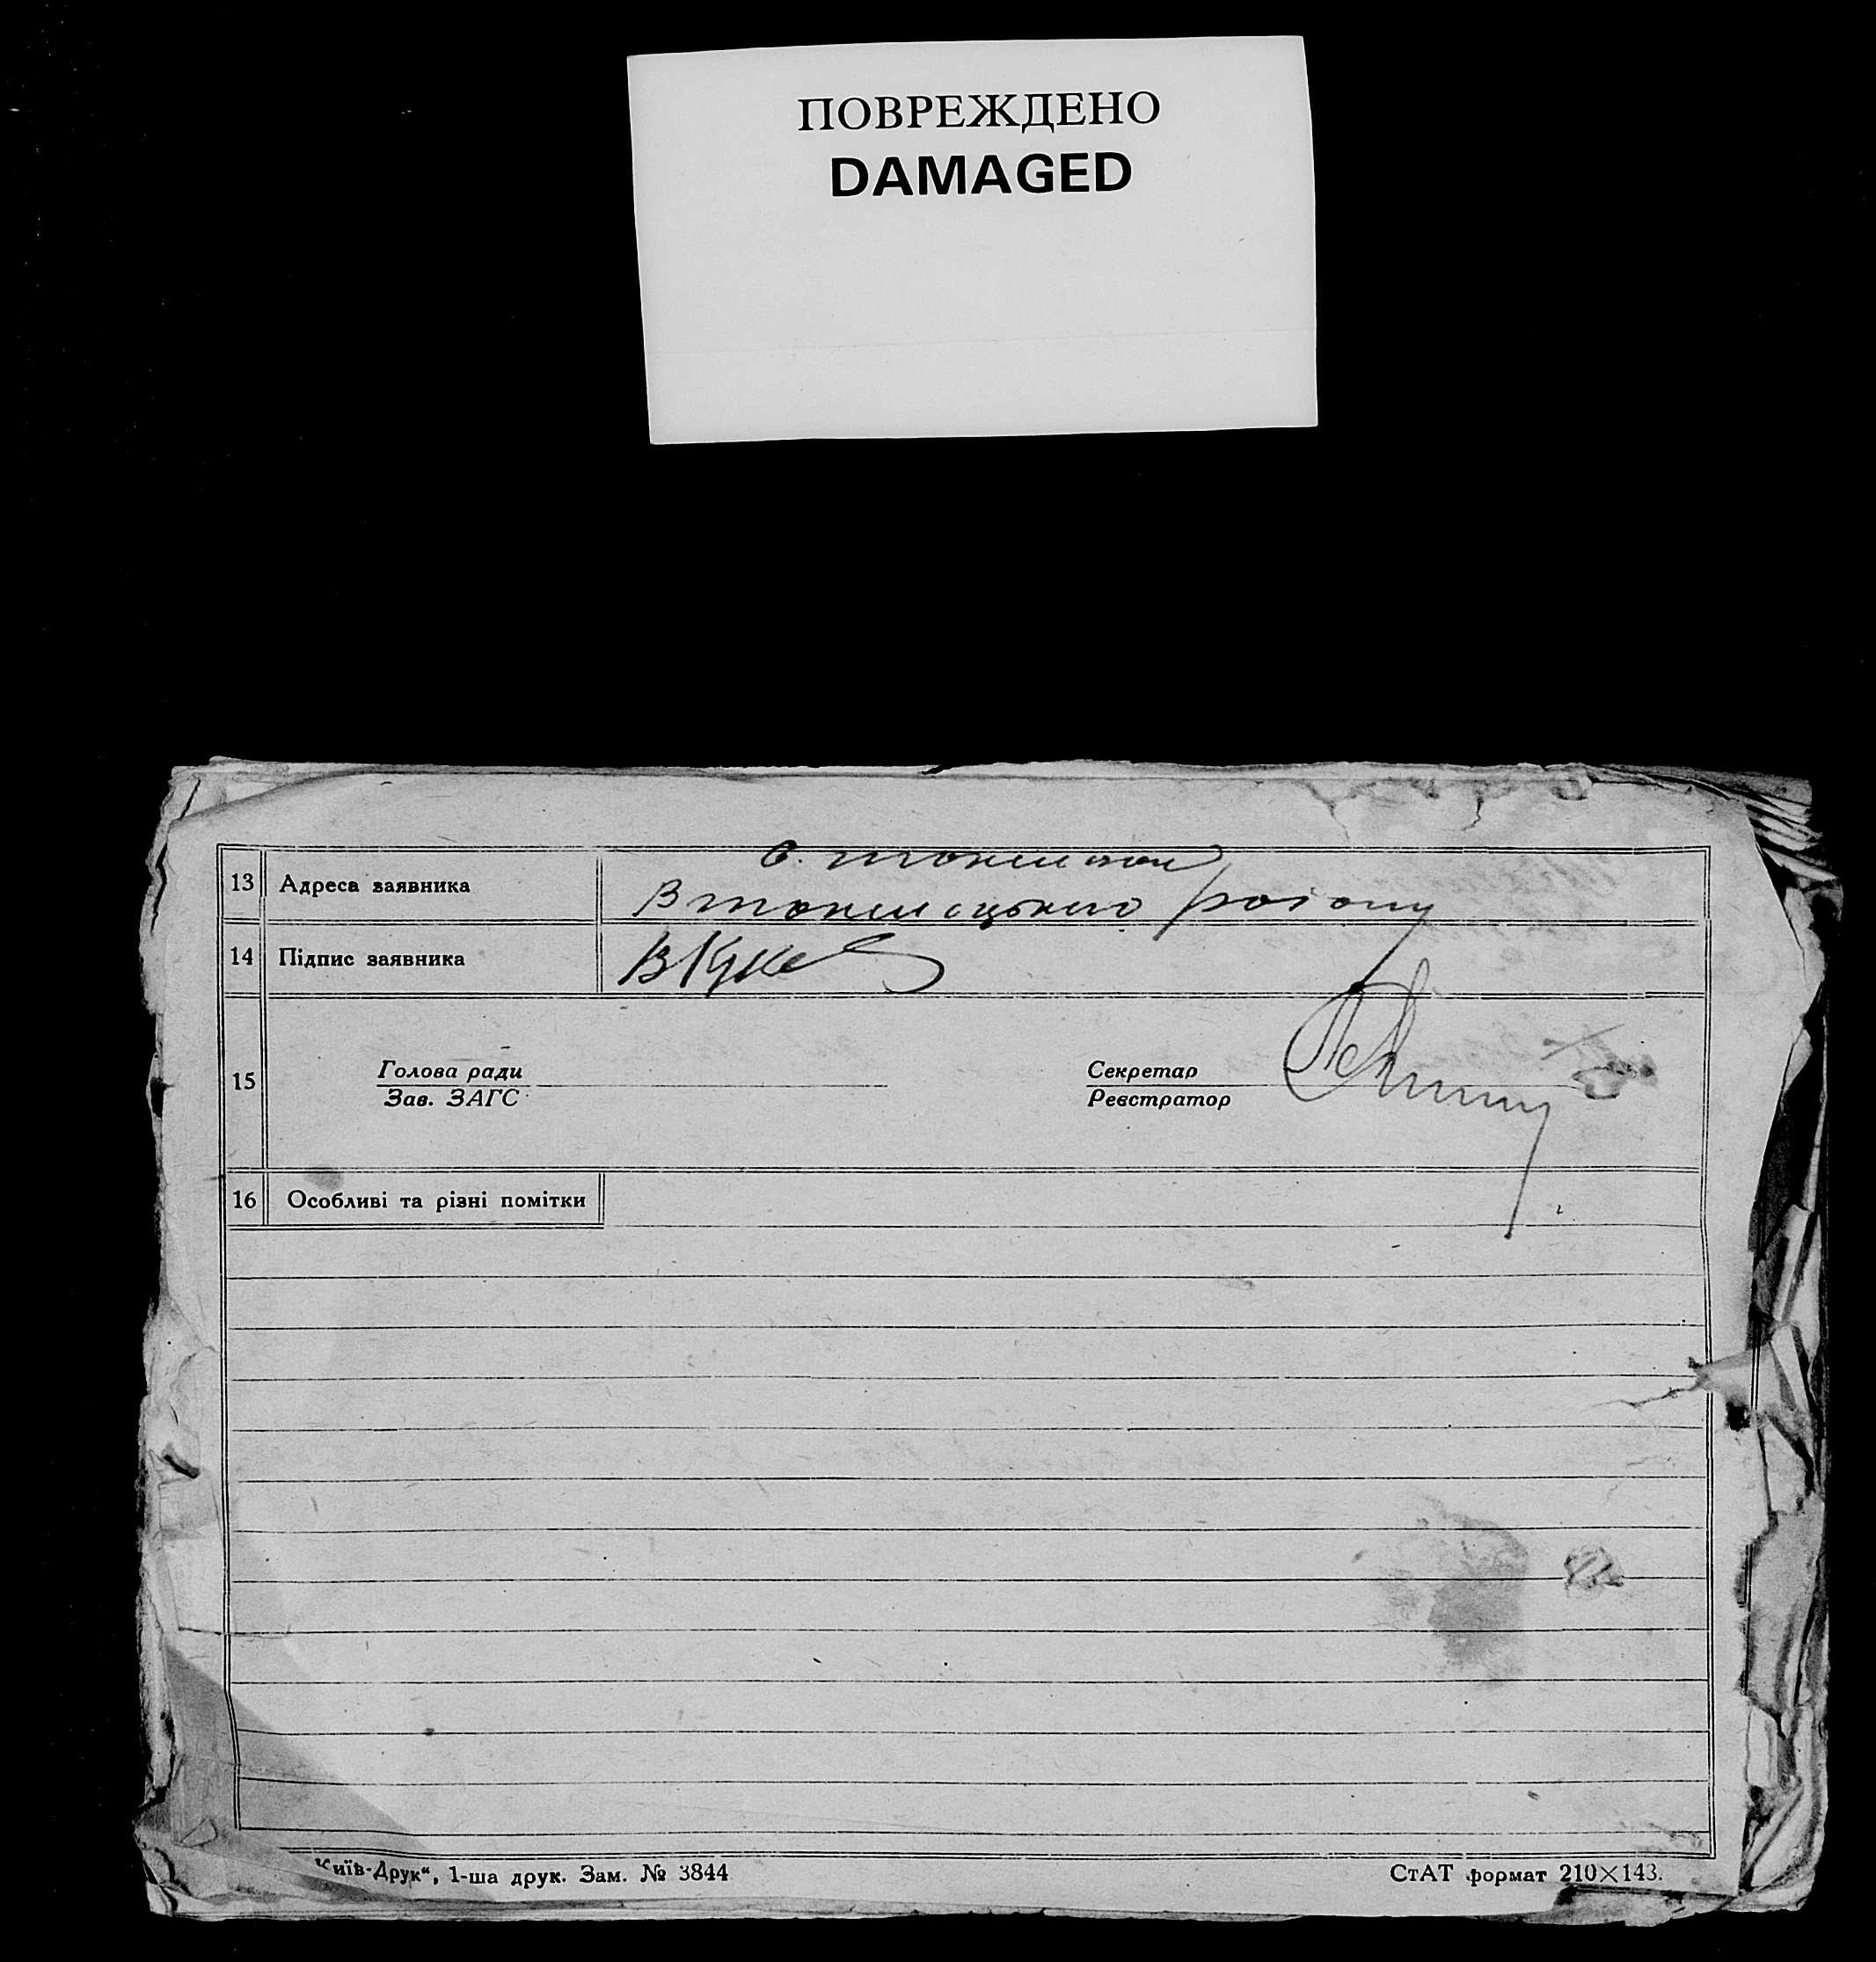 ПОВРЕЖДЕНО
DAMAGED
13 Адреса заявника
В токмацького району
14 Підпис заявника
15
Голова ради
Зав. ЗАГС
Секретар
Реєстратор
16 Особливі та різні помітки
Київ-Друк“, 1-ша друк. Зам. № 3844
СтАТ формат 210×143.